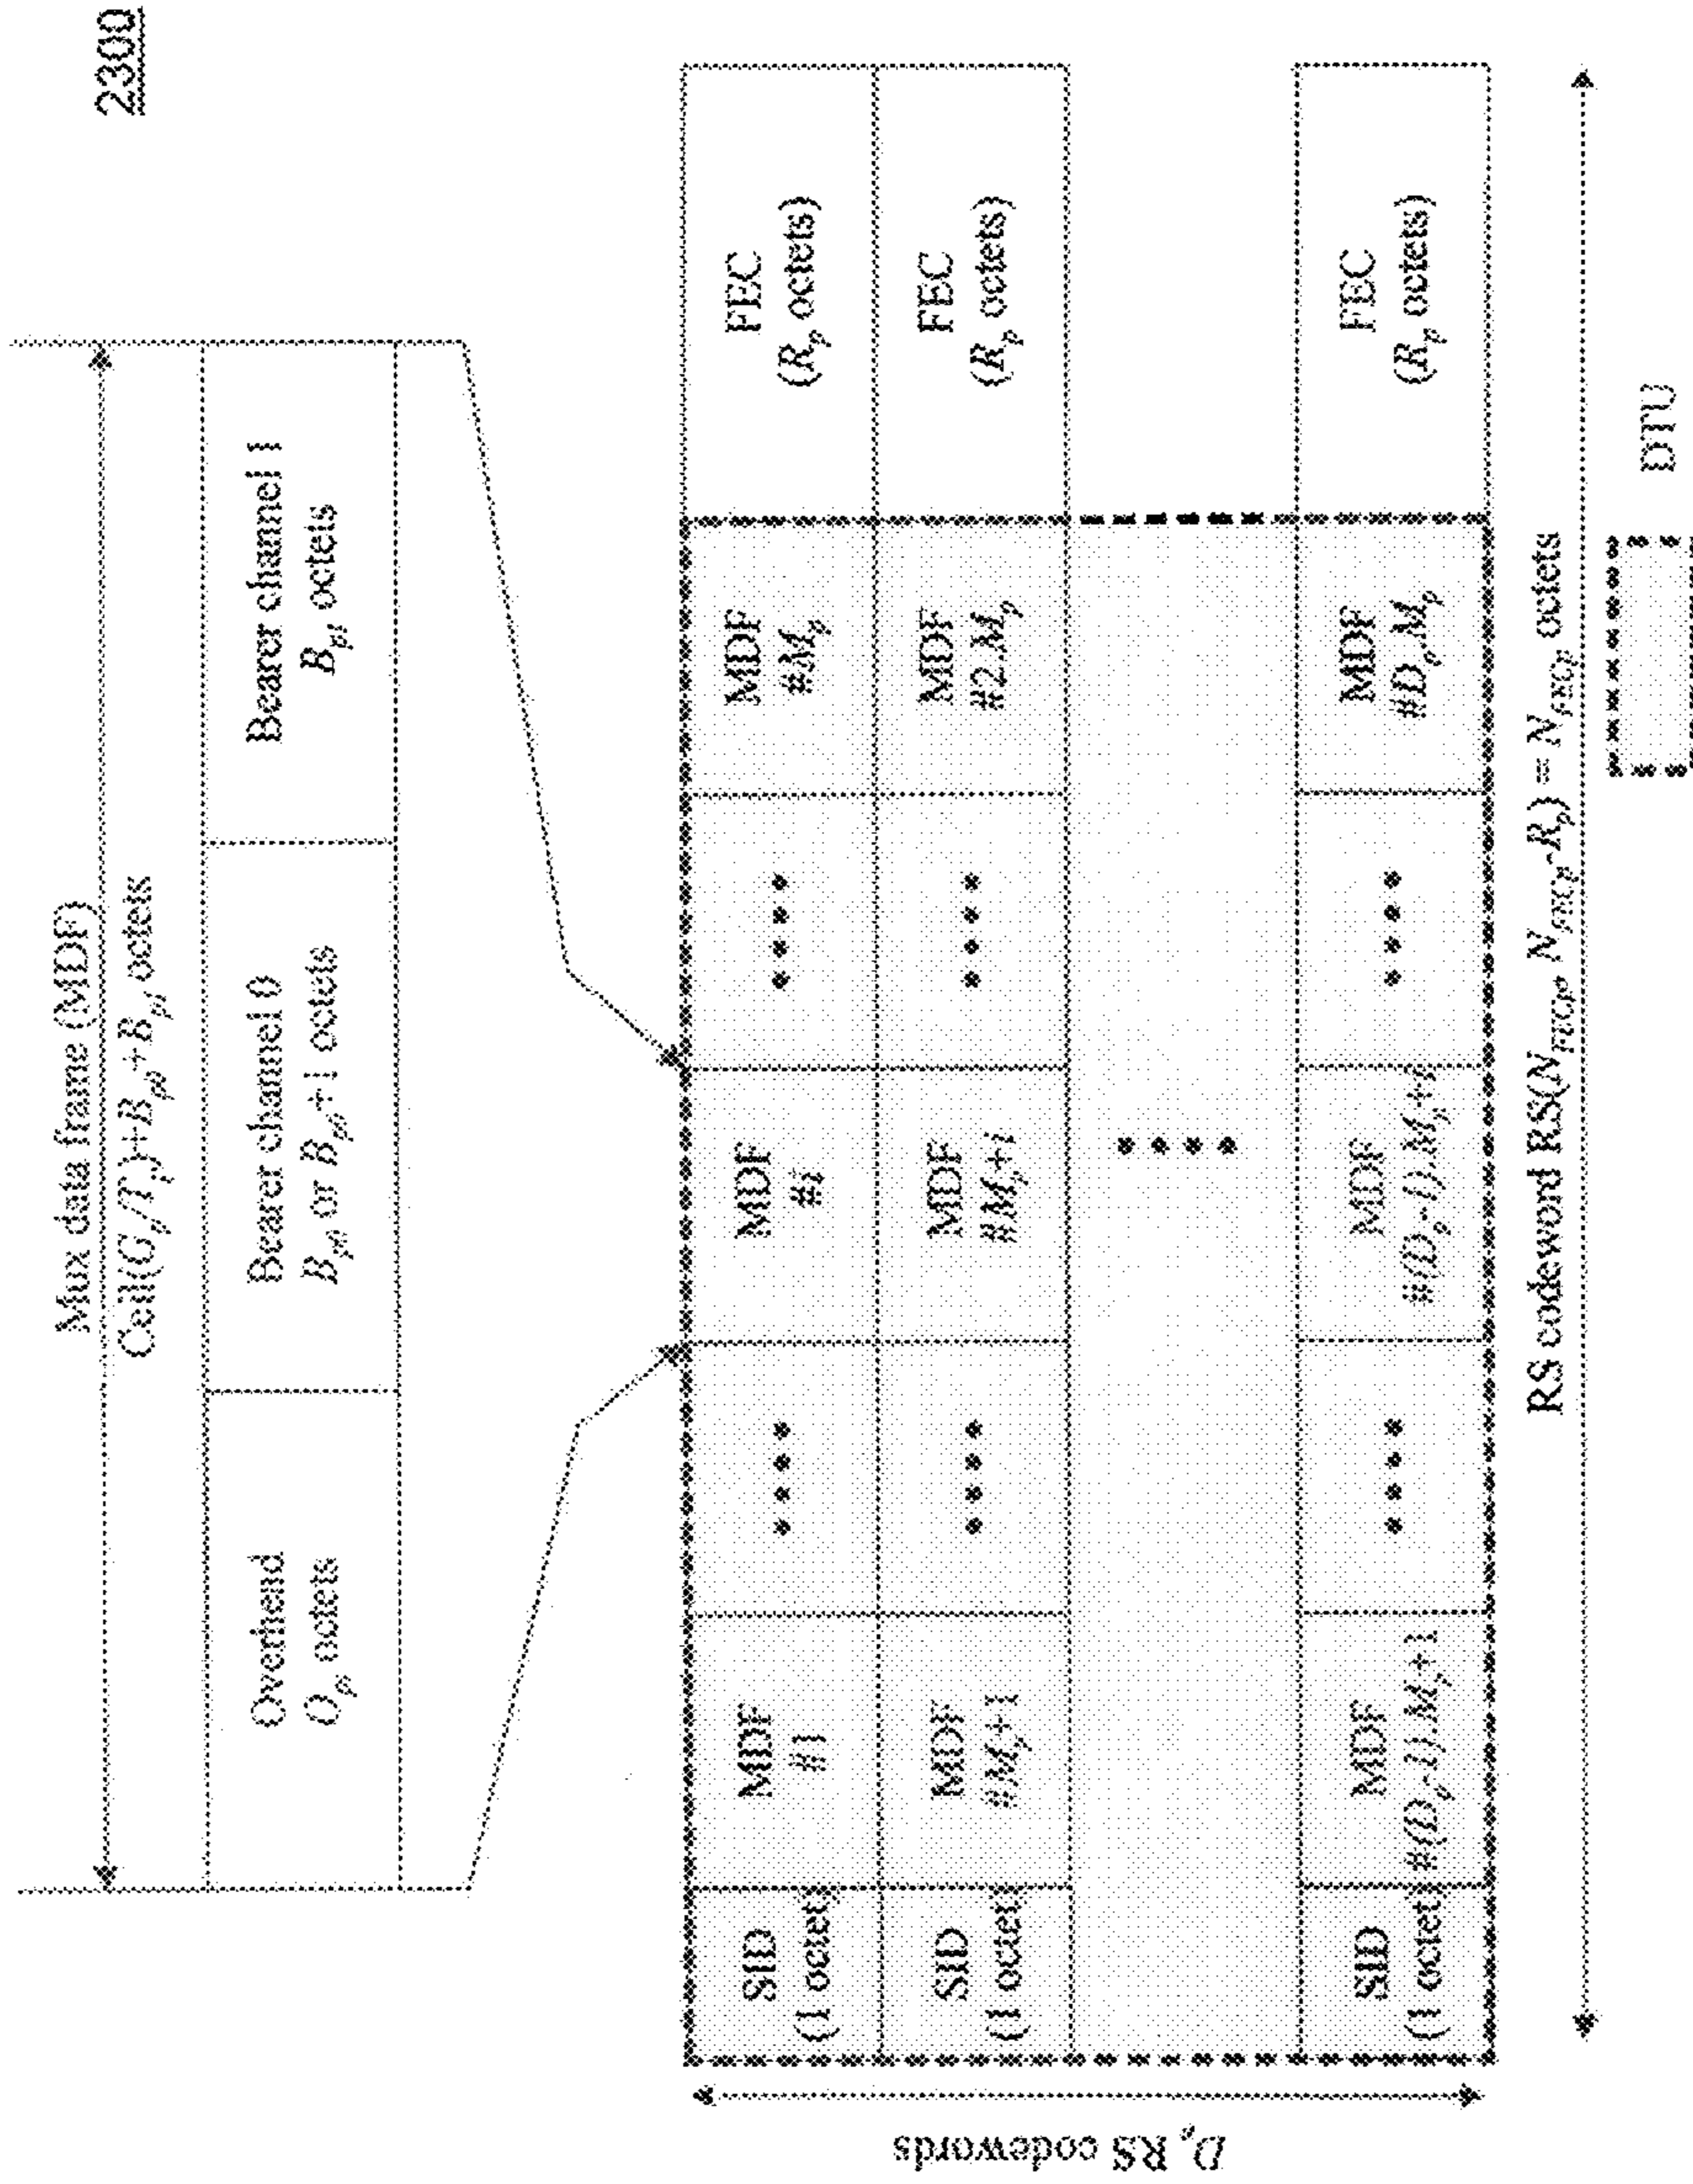 2300
Mux data frame (MDF)
Ceil(G_p/T_p)+B_p0+B_p1 octets
Overhead
O_pi octets
Bearer channel 0
B_p0 or B_p0+1 octets
Bearer channel 1
B_p1 octets
SID
(1 octet)
MDF
#1
••••
MDF
#i
••••
MDF
#M_p
FEC
(R_p octets)
SID
(1 octet)
MDF
#M_p+1
••••
MDF
#M_p+i
••••
MDF
#2.M_p
FEC
(R_p octets)
••••
SID
(1 octet)
MDF
#(D_p-1).M_p+1
••••
MDF
#(D_p-1).M_p+i
••••
MDF
#D_p.M_p
FEC
(R_p octets)
D_p RS codewords
RS codeword RS(N_FECp, N_FECp-R_p) = N_FECp octets
DTU